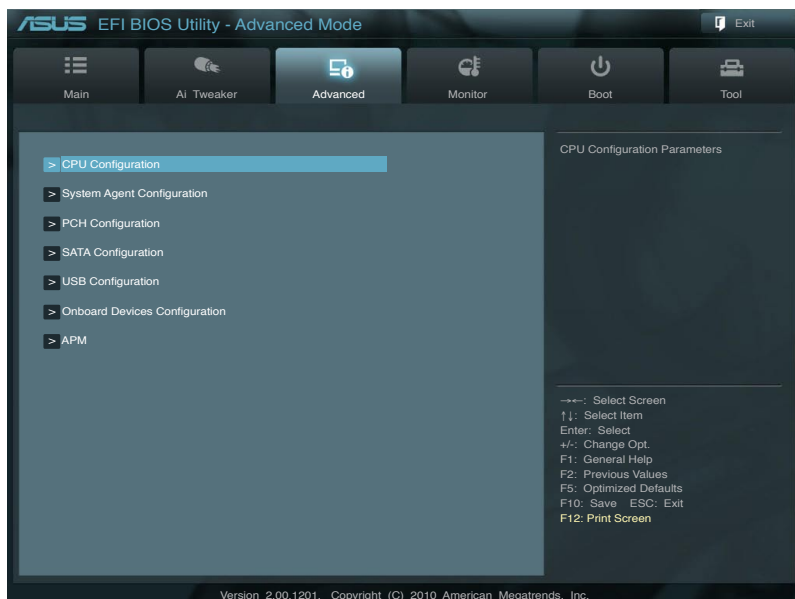 ASUS EFI BIOS Utility - Advanced Mode
Exit
Main
Ai Tweaker
Advanced
Monitor
Boot
Tool
> CPU Configuration
> System Agent Configuration
> PCH Configuration
> SATA Configuration
> USB Configuration
> Onboard Devices Configuration
> APM
CPU Configuration Parameters
→←: Select Screen
↑↓: Select Item
Enter: Select
+/-: Change Opt.
F1: General Help
F2: Previous Values
F5: Optimized Defaults
F10: Save ESC: Exit
F12: Print Screen
Version 2.00.1201. Copyright (C) 2010 American Megatrends, Inc.